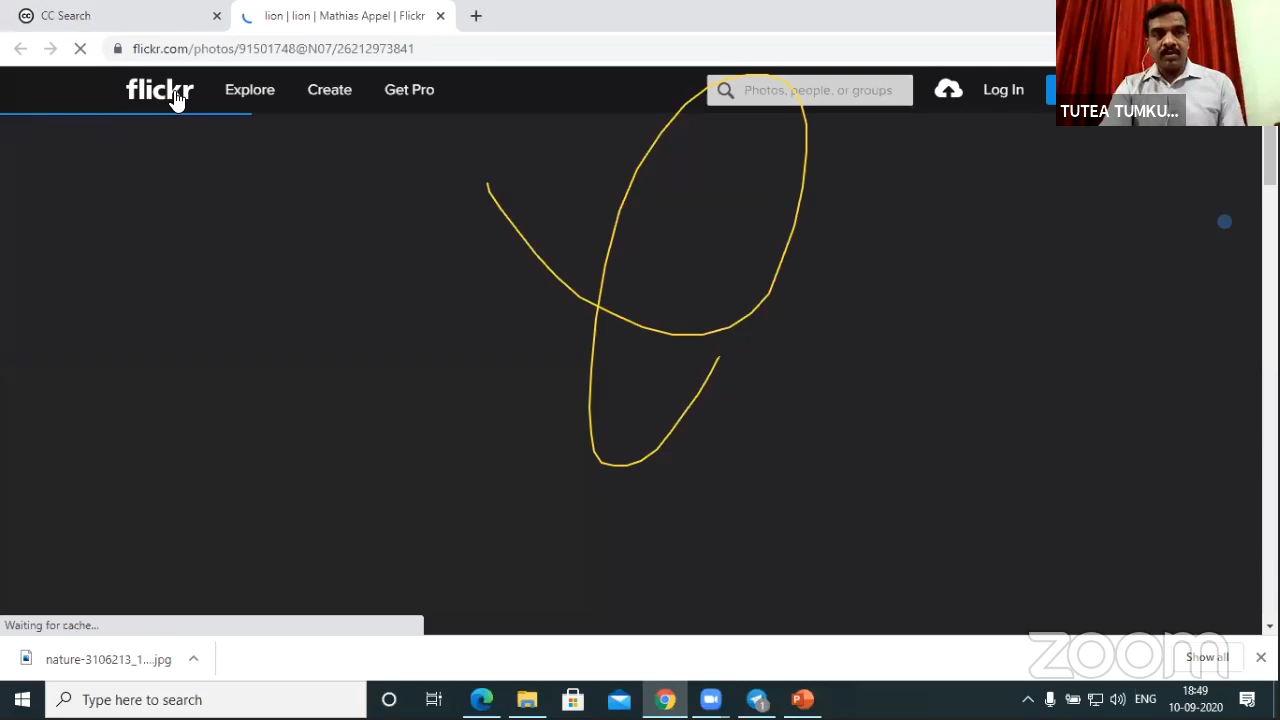 CC Search
lion | lion | Mathias Appel | Flickr
flickr.com/photos/91501748@N07/26212973841
flickr
Explore
Create
Get Pro
Photos, people, or groups
Log In
TUTEA TUMKU...
Waiting for cache...
nature-3106213_1....jpg
zoom
Show all
Type here to search
1
ENG
18:49
10-09-2020